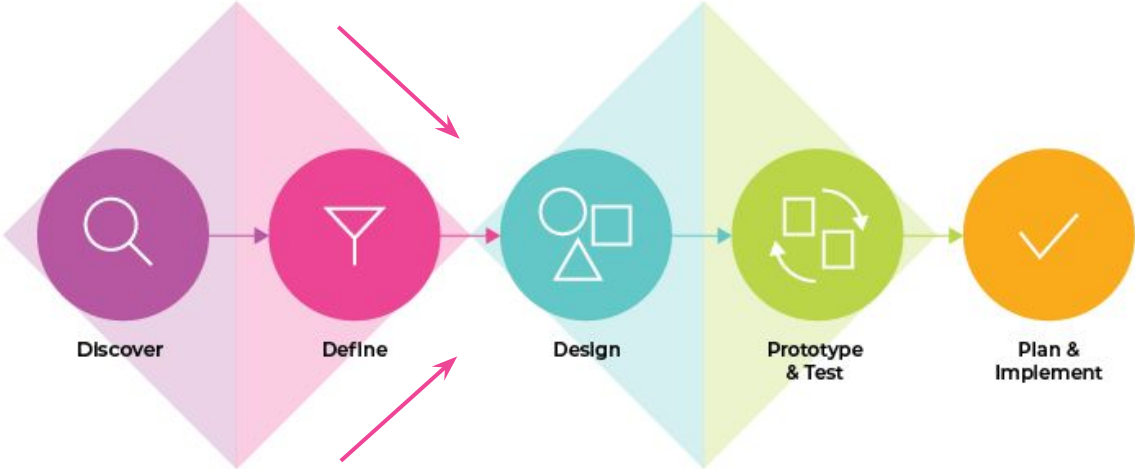 Discover
Define
Design
Prototype
& Test
Plan &
Implement